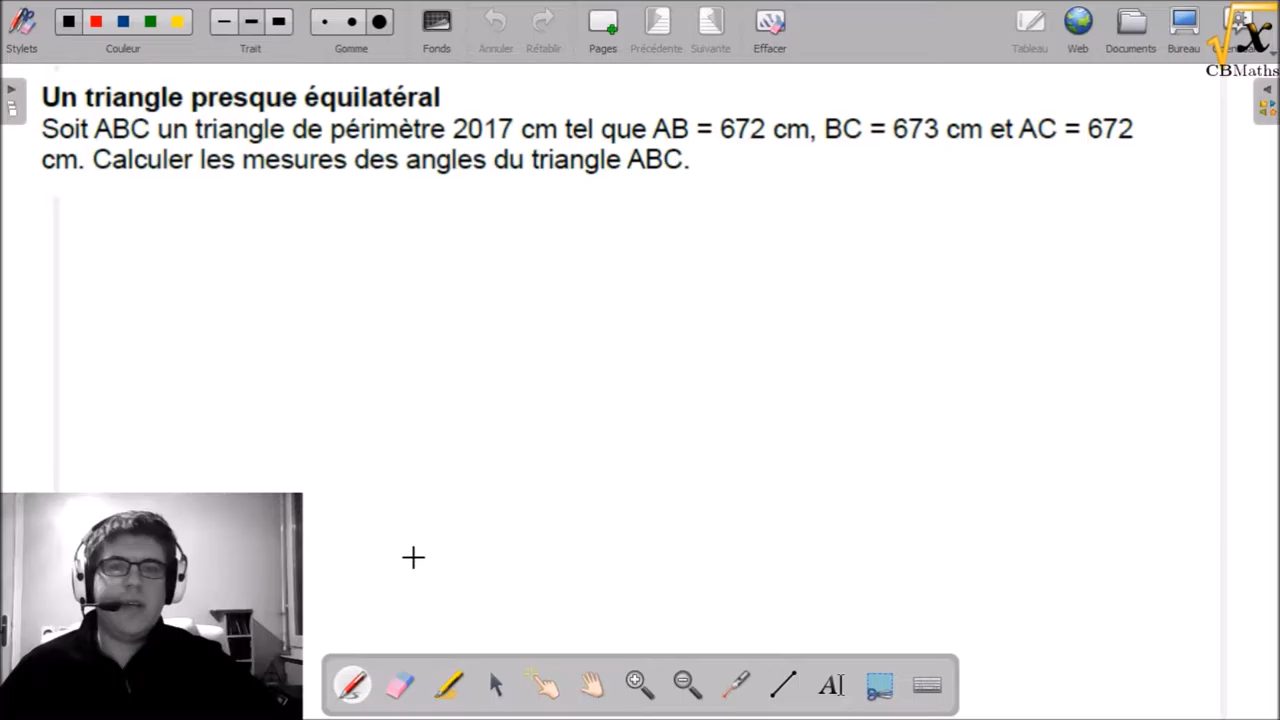 Stylets
Couleur
Trait
Gomme
Fonds
Annuler
Rétablir
Pages
Précédente
Suivante
Effacer
Tableau
Web
Documents
Bureau
CBMaths
Un triangle presque équilatéral
Soit ABC un triangle de périmètre 2017 cm tel que AB = 672 cm, BC = 673 cm et AC = 672
cm. Calculer les mesures des angles du triangle ABC.
AI